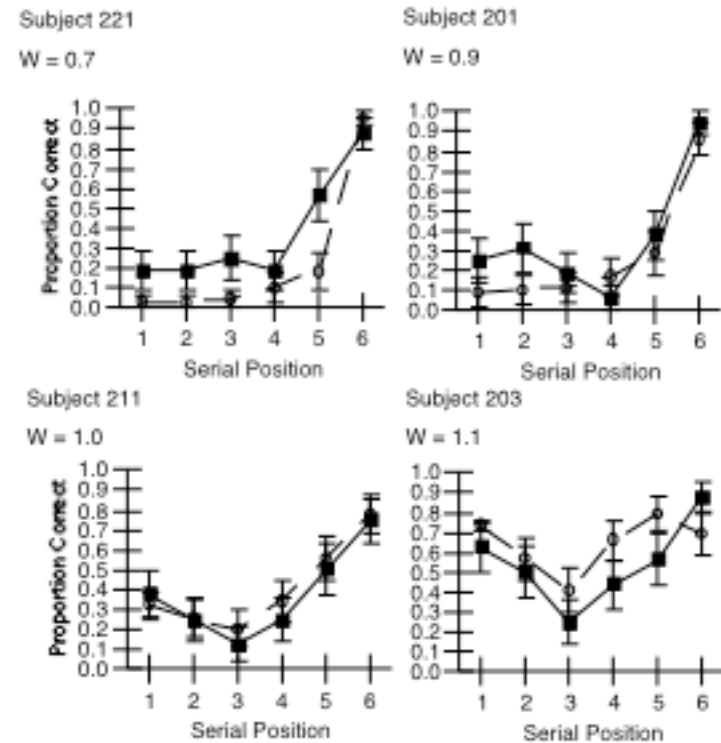 Subject 221
W = 0.7
Proportion Correct
1.0
0.9
0.8
0.7
0.6
0.5
0.4
0.3
0.2
0.1
0.0
1 2 3 4 5 6
Serial Position
Subject 201
W = 0.9
1.0
0.9
0.8
0.7
0.6
0.5
0.4
0.3
0.2
0.1
0.0
1 2 3 4 5 6
Serial Position
Subject 211
W = 1.0
Proportion Correct
1.0
0.9
0.8
0.7
0.6
0.5
0.4
0.3
0.2
0.1
0.0
1 2 3 4 5 6
Serial Position
Subject 203
W = 1.1
1.0
0.9
0.8
0.7
0.6
0.5
0.4
0.3
0.2
0.1
0.0
1 2 3 4 5 6
Serial Position